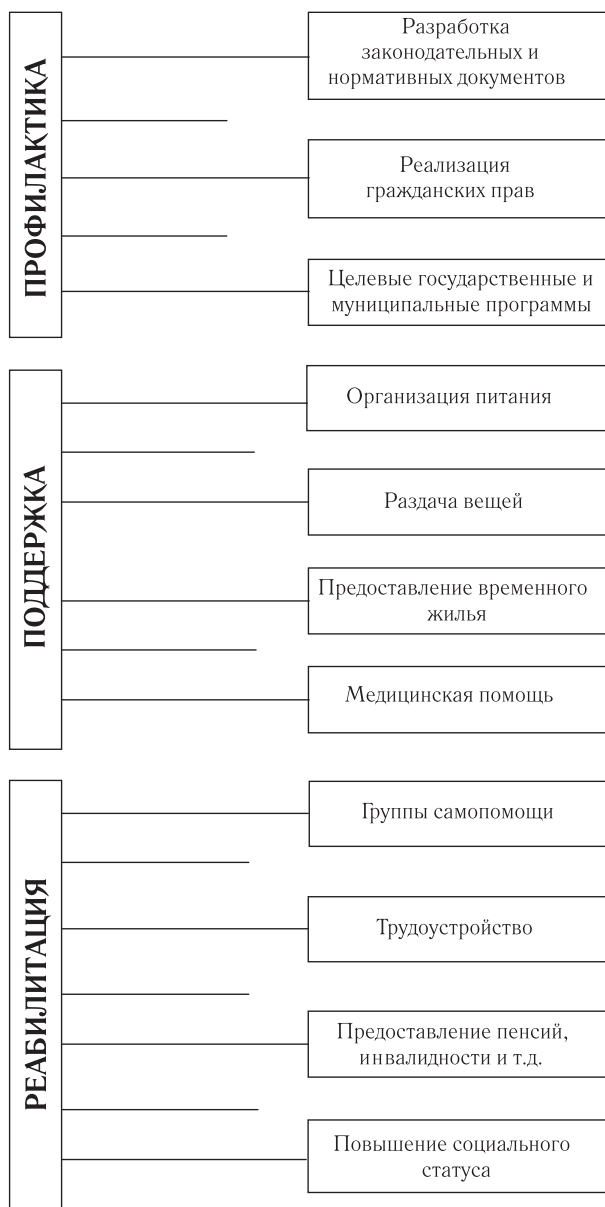 ПРОФИЛАКТИКА
Разработка
законодательных и
нормативных документов
Реализация
гражданских прав
Целевые государственные и
муниципальные программы
ПОДДЕРЖКА
Организация питания
Раздача вещей
Предоставление временного
жилья
Медицинская помощь
РЕАБИЛИТАЦИЯ
Группы самопомощи
Трудоустройство
Предоставление пенсий,
инвалидности и т.д.
Повышение социального
статуса